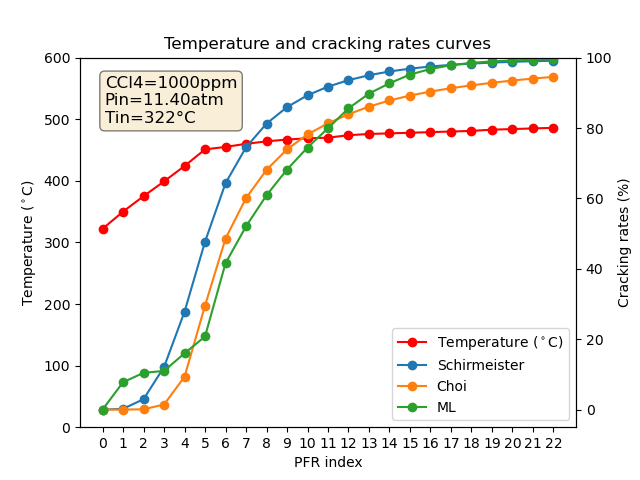 Temperature and cracking rates curves
CCl4=1000ppm
Pin=11.40atm
Tin=322°C
Temperature (°C)
600
500
400
300
200
100
0
Cracking rates (%)
100
80
60
40
20
0
Temperature (°C)
Schirmeister
Choi
ML
0 1 2 3 4 5 6 7 8 9 10 11 12 13 14 15 16 17 18 19 20 21 22
PFR index